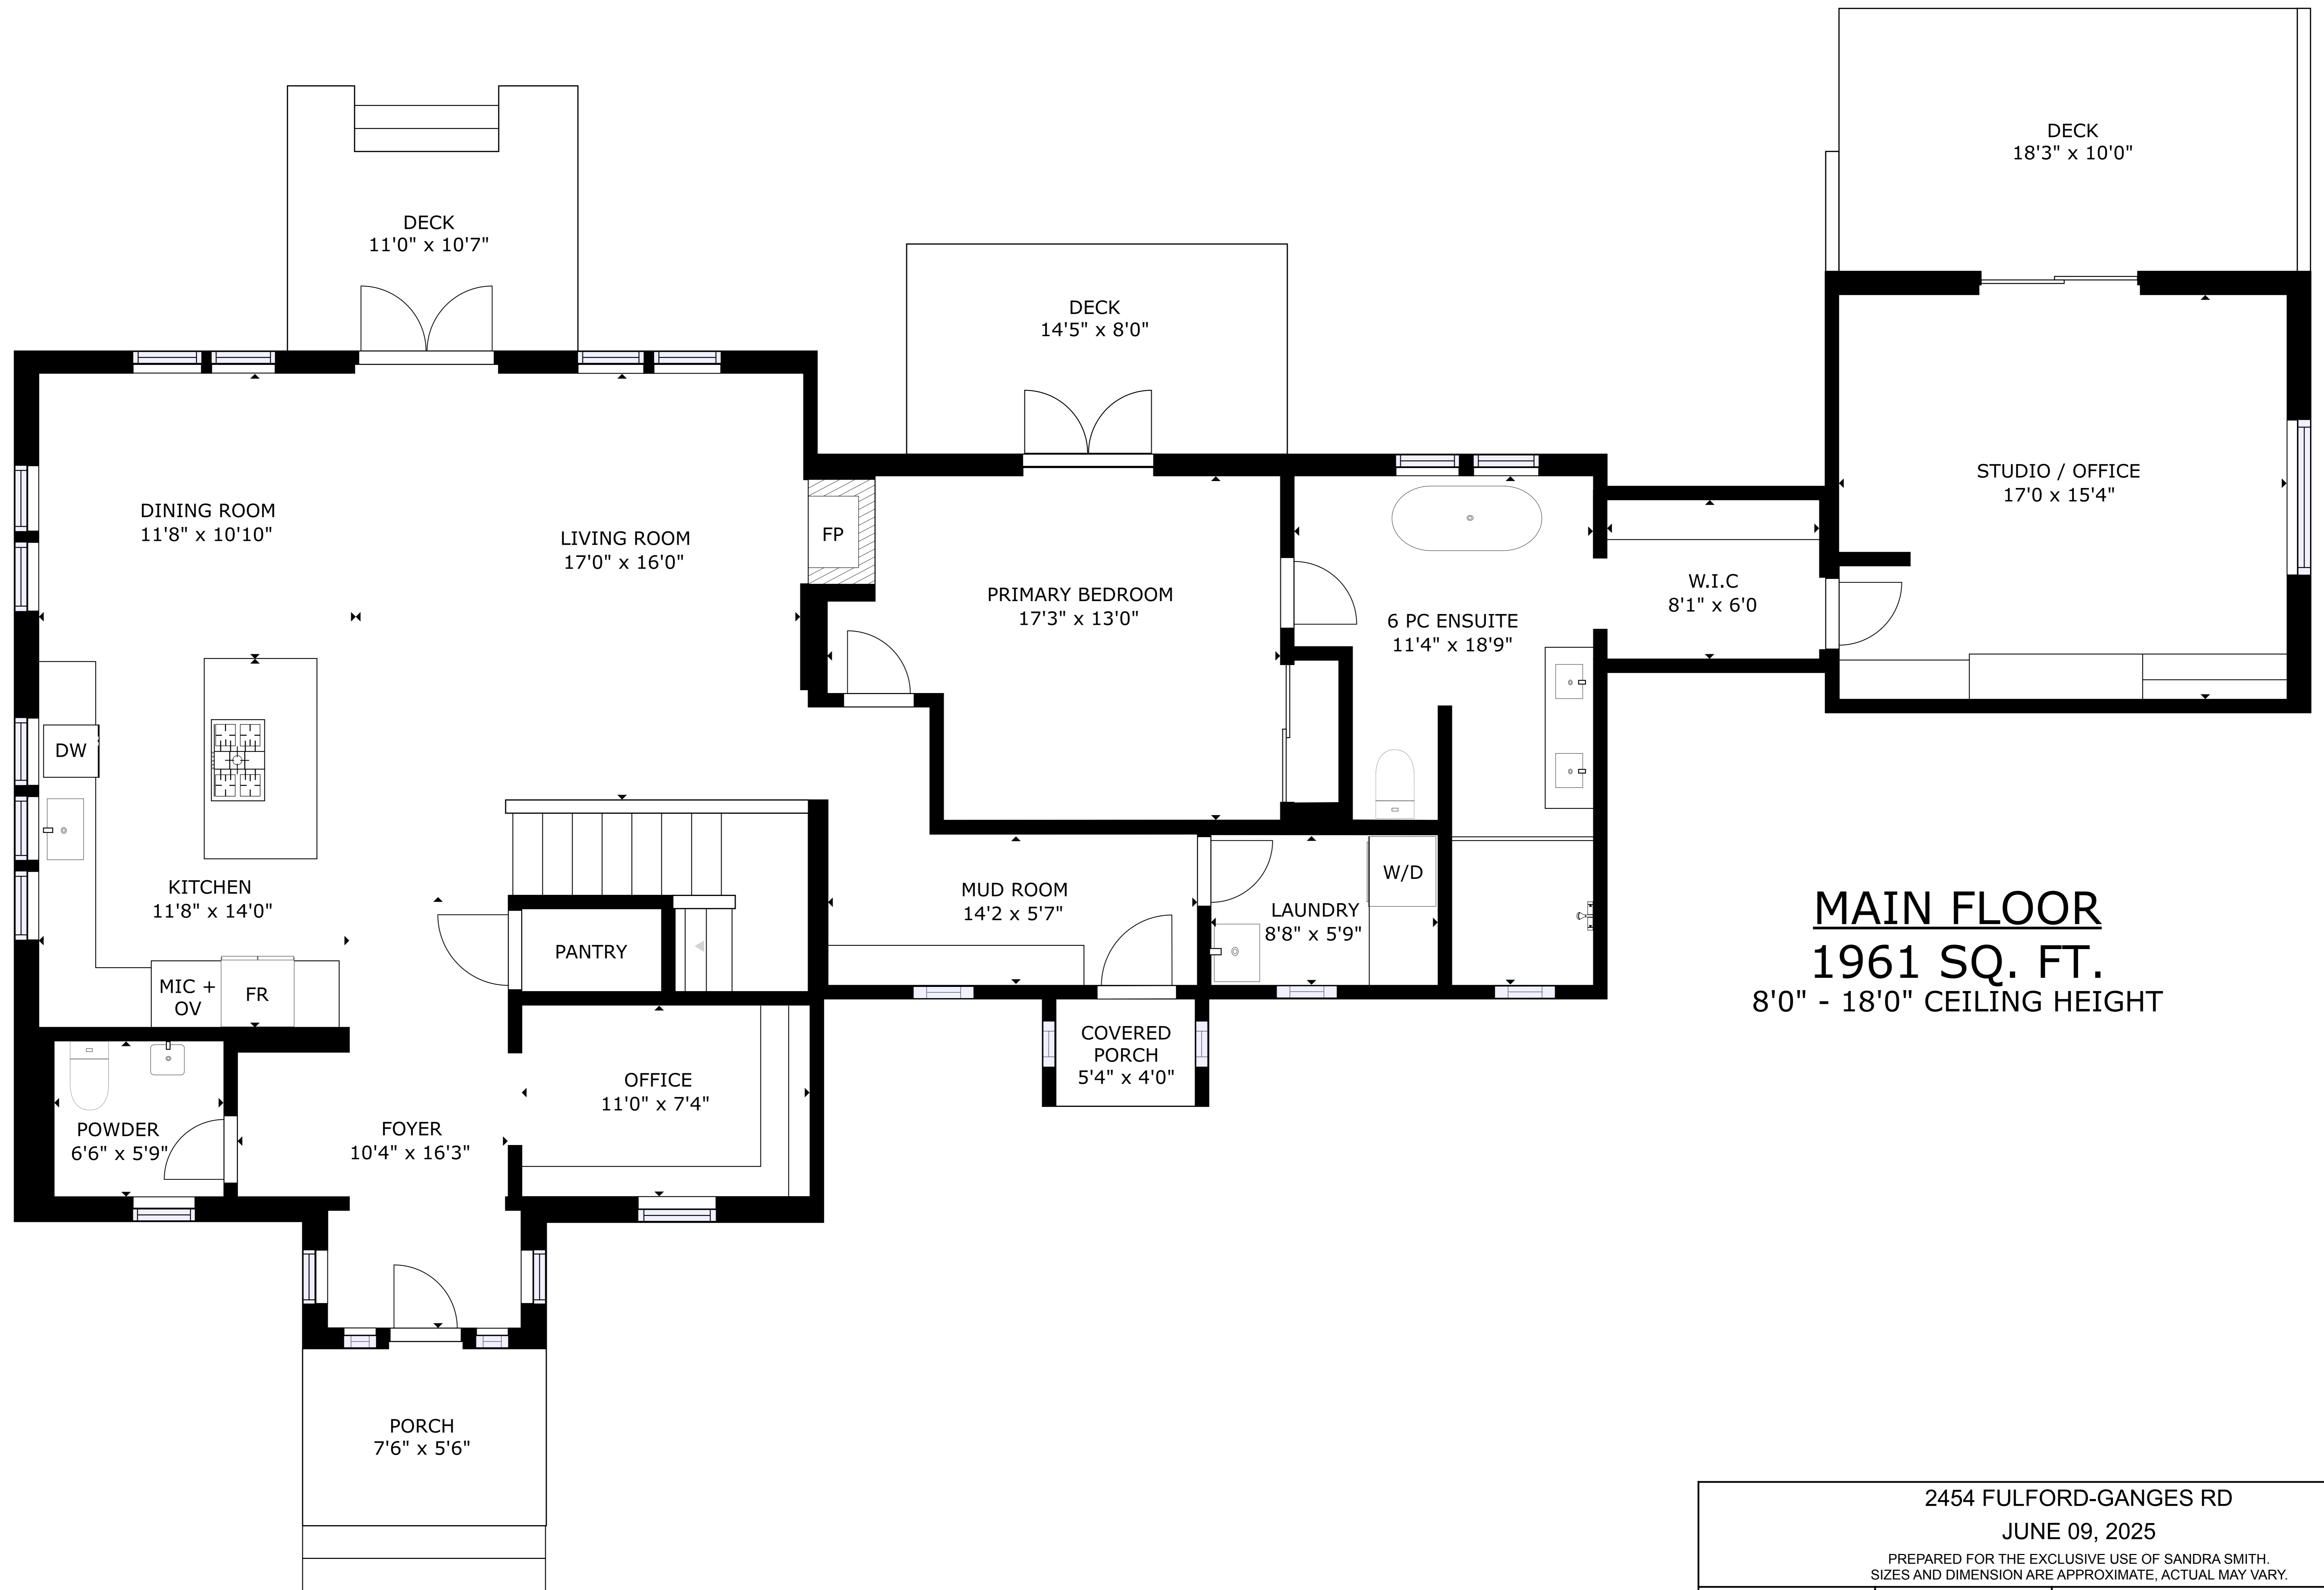 DECK
18'3" x 10'0"
DECK
11'0" x 10'7"
DECK
14'5" x 8'0"
DINING ROOM
11'8" x 10'10"
LIVING ROOM
17'0" x 16'0"
FP
PRIMARY BEDROOM
17'3" x 13'0"
6 PC ENSUITE
11'4" x 18'9"
W.I.C
8'1" x 6'0
STUDIO / OFFICE
17'0 x 15'4"
DW
KITCHEN
11'8" x 14'0"
MIC +
OV
FR
PANTRY
MUD ROOM
14'2 x 5'7"
LAUNDRY
8'8" x 5'9"
W/D
MAIN FLOOR
1961 SQ. FT.
8'0" - 18'0" CEILING HEIGHT
POWDER
6'6" x 5'9"
FOYER
10'4" x 16'3"
OFFICE
11'0" x 7'4"
COVERED
PORCH
5'4" x 4'0"
PORCH
7'6" x 5'6"
2454 FULFORD-GANGES RD
JUNE 09, 2025
PREPARED FOR THE EXCLUSIVE USE OF SANDRA SMITH.
SIZES AND DIMENSION ARE APPROXIMATE, ACTUAL MAY VARY.